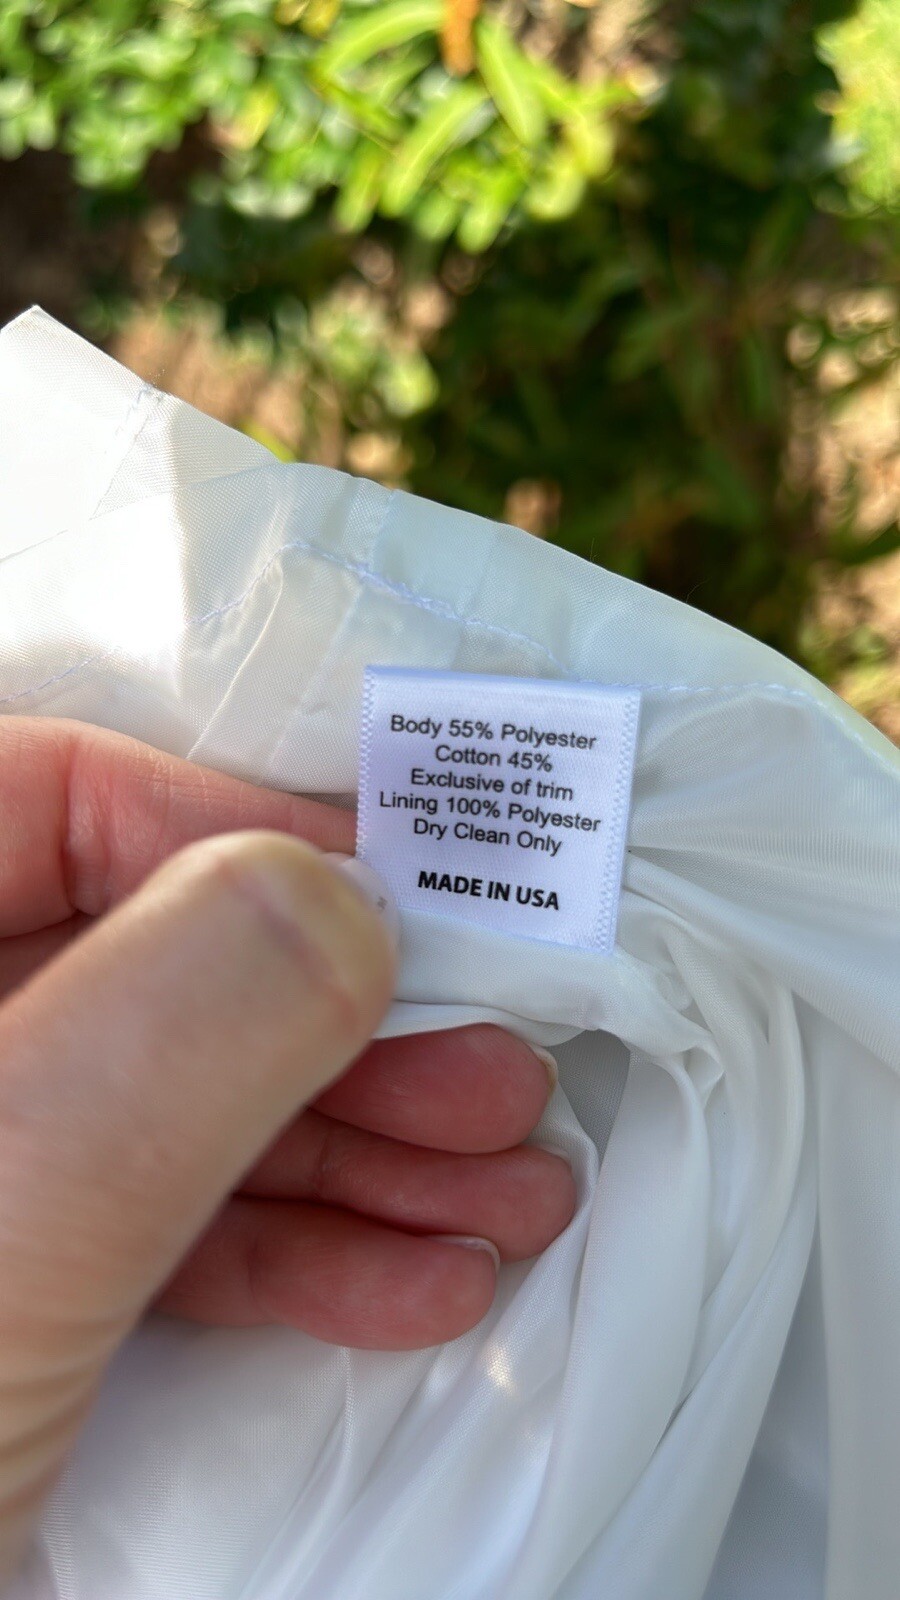 Body 55% Polyester
Cotton 45%
Exclusive of trim
Lining 100% Polyester
Dry Clean Only
MADE IN USA